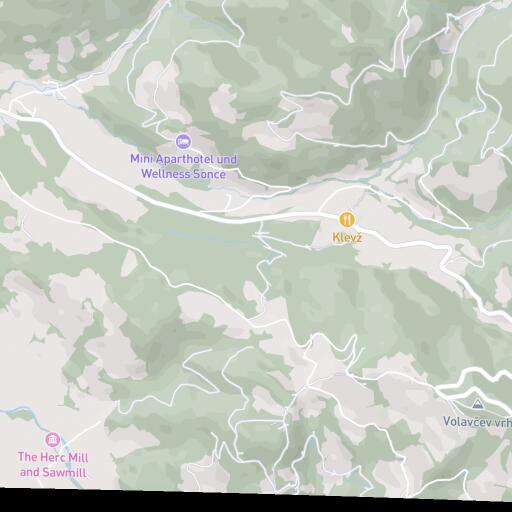 Mini Aparthotel und
Wellness Sonce
Klevž
Volavčev vrh
The Herc Mill
and Sawmill